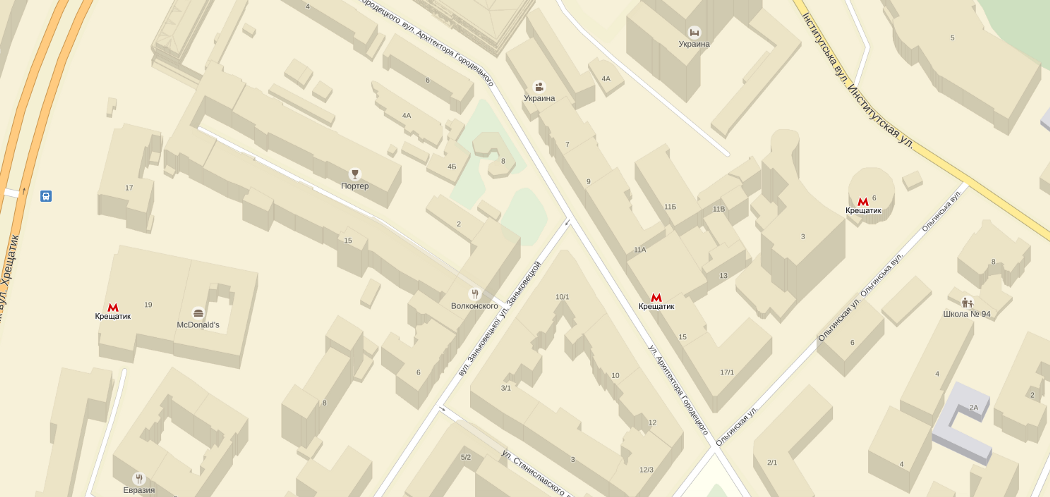 Городецкого вул. Архітектора Городецького
4
6
4А
4Б
8
Украина
4А
7
9
Украина
5
Інститутська вул. Институтская ул.
17
Портер
15
2
11Б
11В
11А
13
3
6
Крещатик
Ольгинська вул.
Ольгинская ул. Ольгинська вул.
8
вул. Хрещатик
19
Крещатик
McDonald's
Волконского
вул. Заньковецької ул. Заньковецкой
10/1
Крещатик
15
17/1
Школа № 94
6
4
2
2А
4
3/1
6
8
10
12
12/3
3
5/2
ул. Станиславского
ул. Архитектора Городецкого
Ольгинская ул.
2/1
Евразия